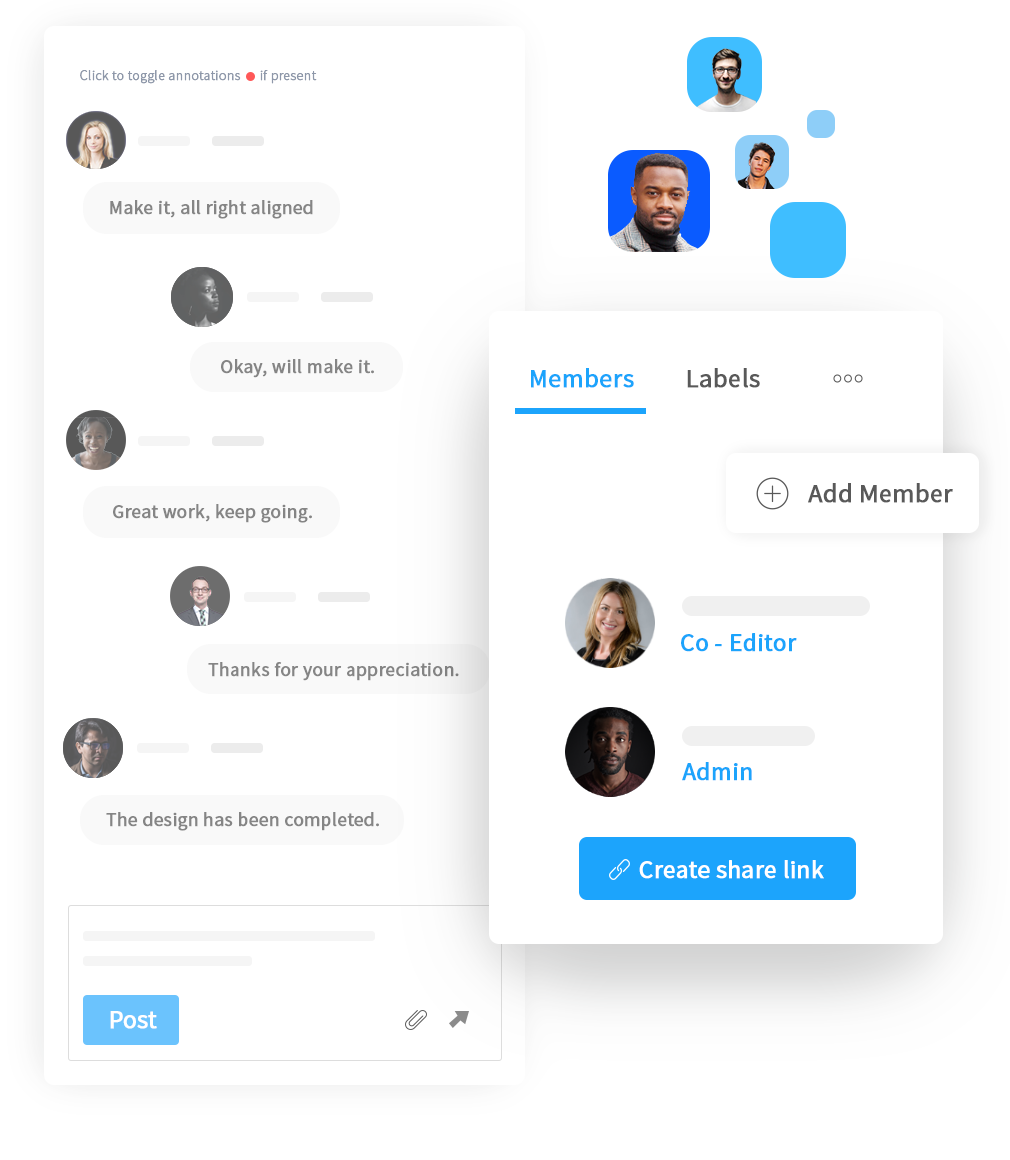 Click to toggle annotations if present
Make it, all right aligned
Okay, will make it.
Great work, keep going.
Thanks for your appreciation.
The design has been completed.
Post
Members Labels
Add Member
Co - Editor
Admin
Create share link